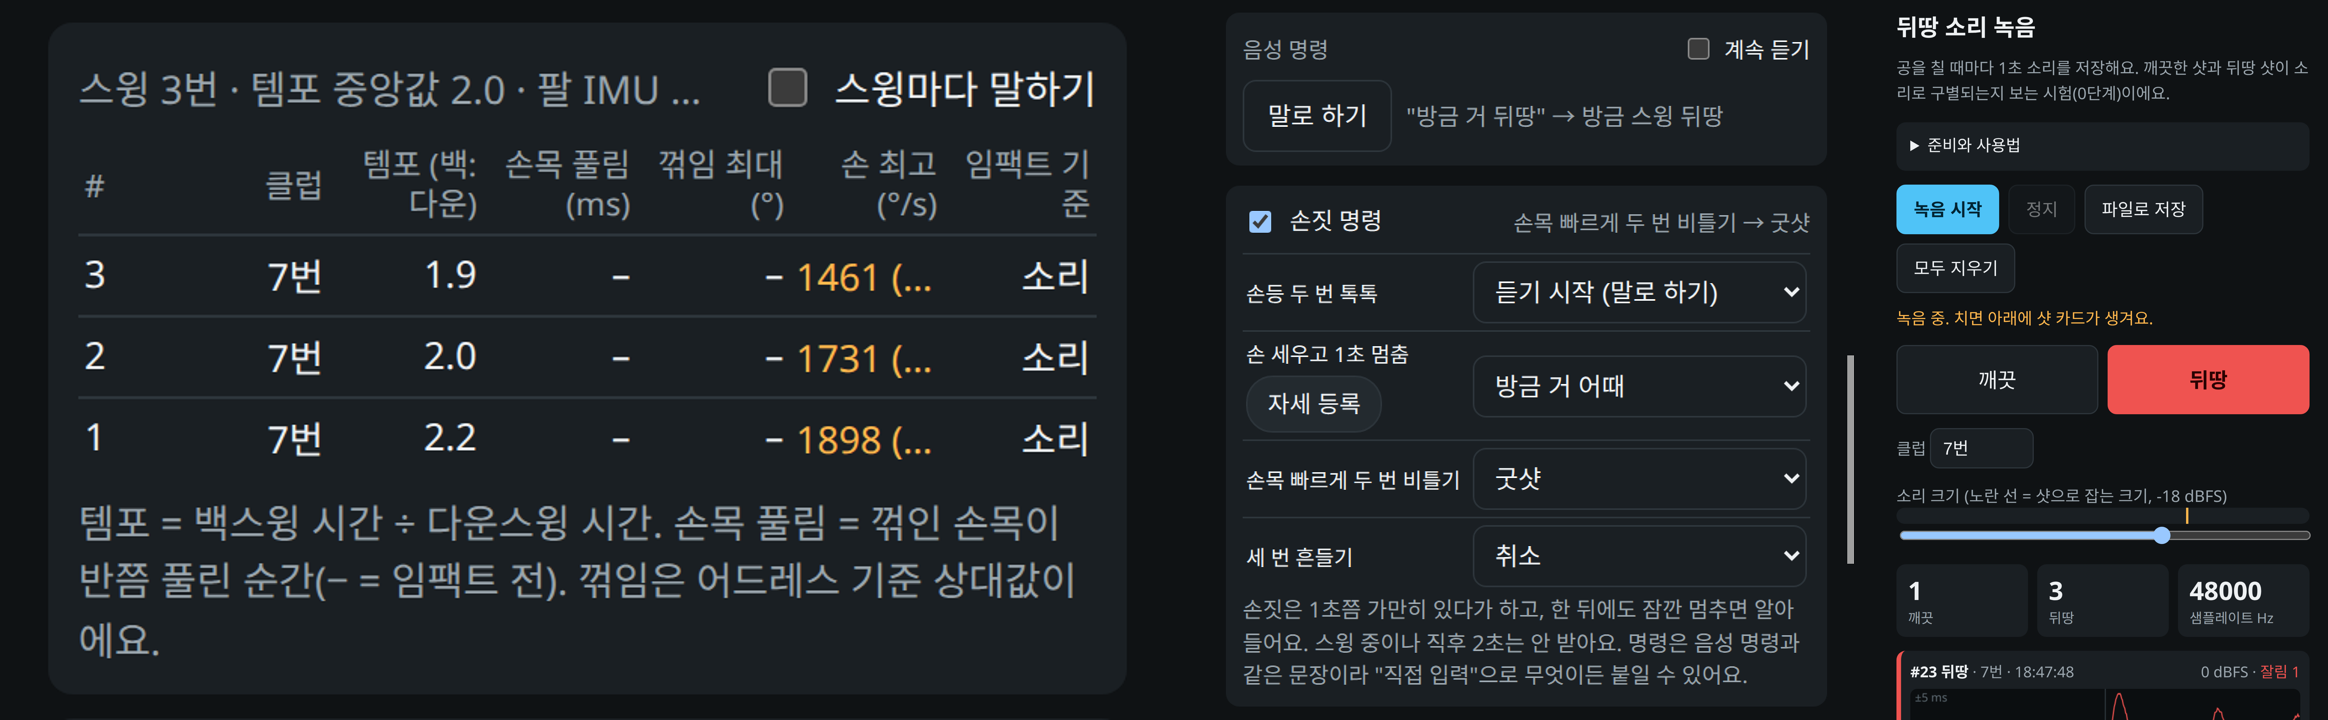 스윙 3번 · 템포 중앙값 2.0 · 팔 IMU ...
스윙마다 말하기
#
클럽
템포 (백:
다운)
손목 풀림
(ms)
꺾임 최대
(°)
손 최고
(°/s)
임팩트 기
준
3 7번 1.9 – – 1461 (... 소리
2 7번 2.0 – – 1731 (... 소리
1 7번 2.2 – – 1898 (... 소리
템포 = 백스윙 시간 ÷ 다운스윙 시간. 손목 풀림 = 꺾인 손목이
반쯤 풀린 순간(− = 임팩트 전). 꺾임은 어드레스 기준 상대값이
에요.
음성 명령
계속 듣기
말로 하기
"방금 거 뒤땅" → 방금 스윙 뒤땅
손짓 명령
손목 빠르게 두 번 비틀기 → 굿샷
손등 두 번 톡톡
듣기 시작 (말로 하기)
손 세우고 1초 멈춤
자세 등록
방금 거 어때
손목 빠르게 두 번 비틀기
굿샷
세 번 흔들기
취소
손짓은 1초쯤 가만히 있다가 하고, 한 뒤에도 잠깐 멈추면 알아
들어요. 스윙 중이나 직후 2초는 안 받아요. 명령은 음성 명령과
같은 문장이라 "직접 입력"으로 무엇이든 붙일 수 있어요.
뒤땅 소리 녹음
공을 칠 때마다 1초 소리를 저장해요. 깨끗한 샷과 뒤땅 샷이 소
리로 구별되는지 보는 시험(0단계)이에요.
▶ 준비와 사용법
녹음 시작
정지
파일로 저장
모두 지우기
녹음 중. 치면 아래에 샷 카드가 생겨요.
깨끗
뒤땅
클럽 7번
소리 크기 (노란 선 = 샷으로 잡는 크기, -18 dBFS)
1
깨끗
3
뒤땅
48000
샘플레이트 Hz
#23 뒤땅 · 7번 · 18:47:48
0 dBFS · 잘림 1
±5 ms